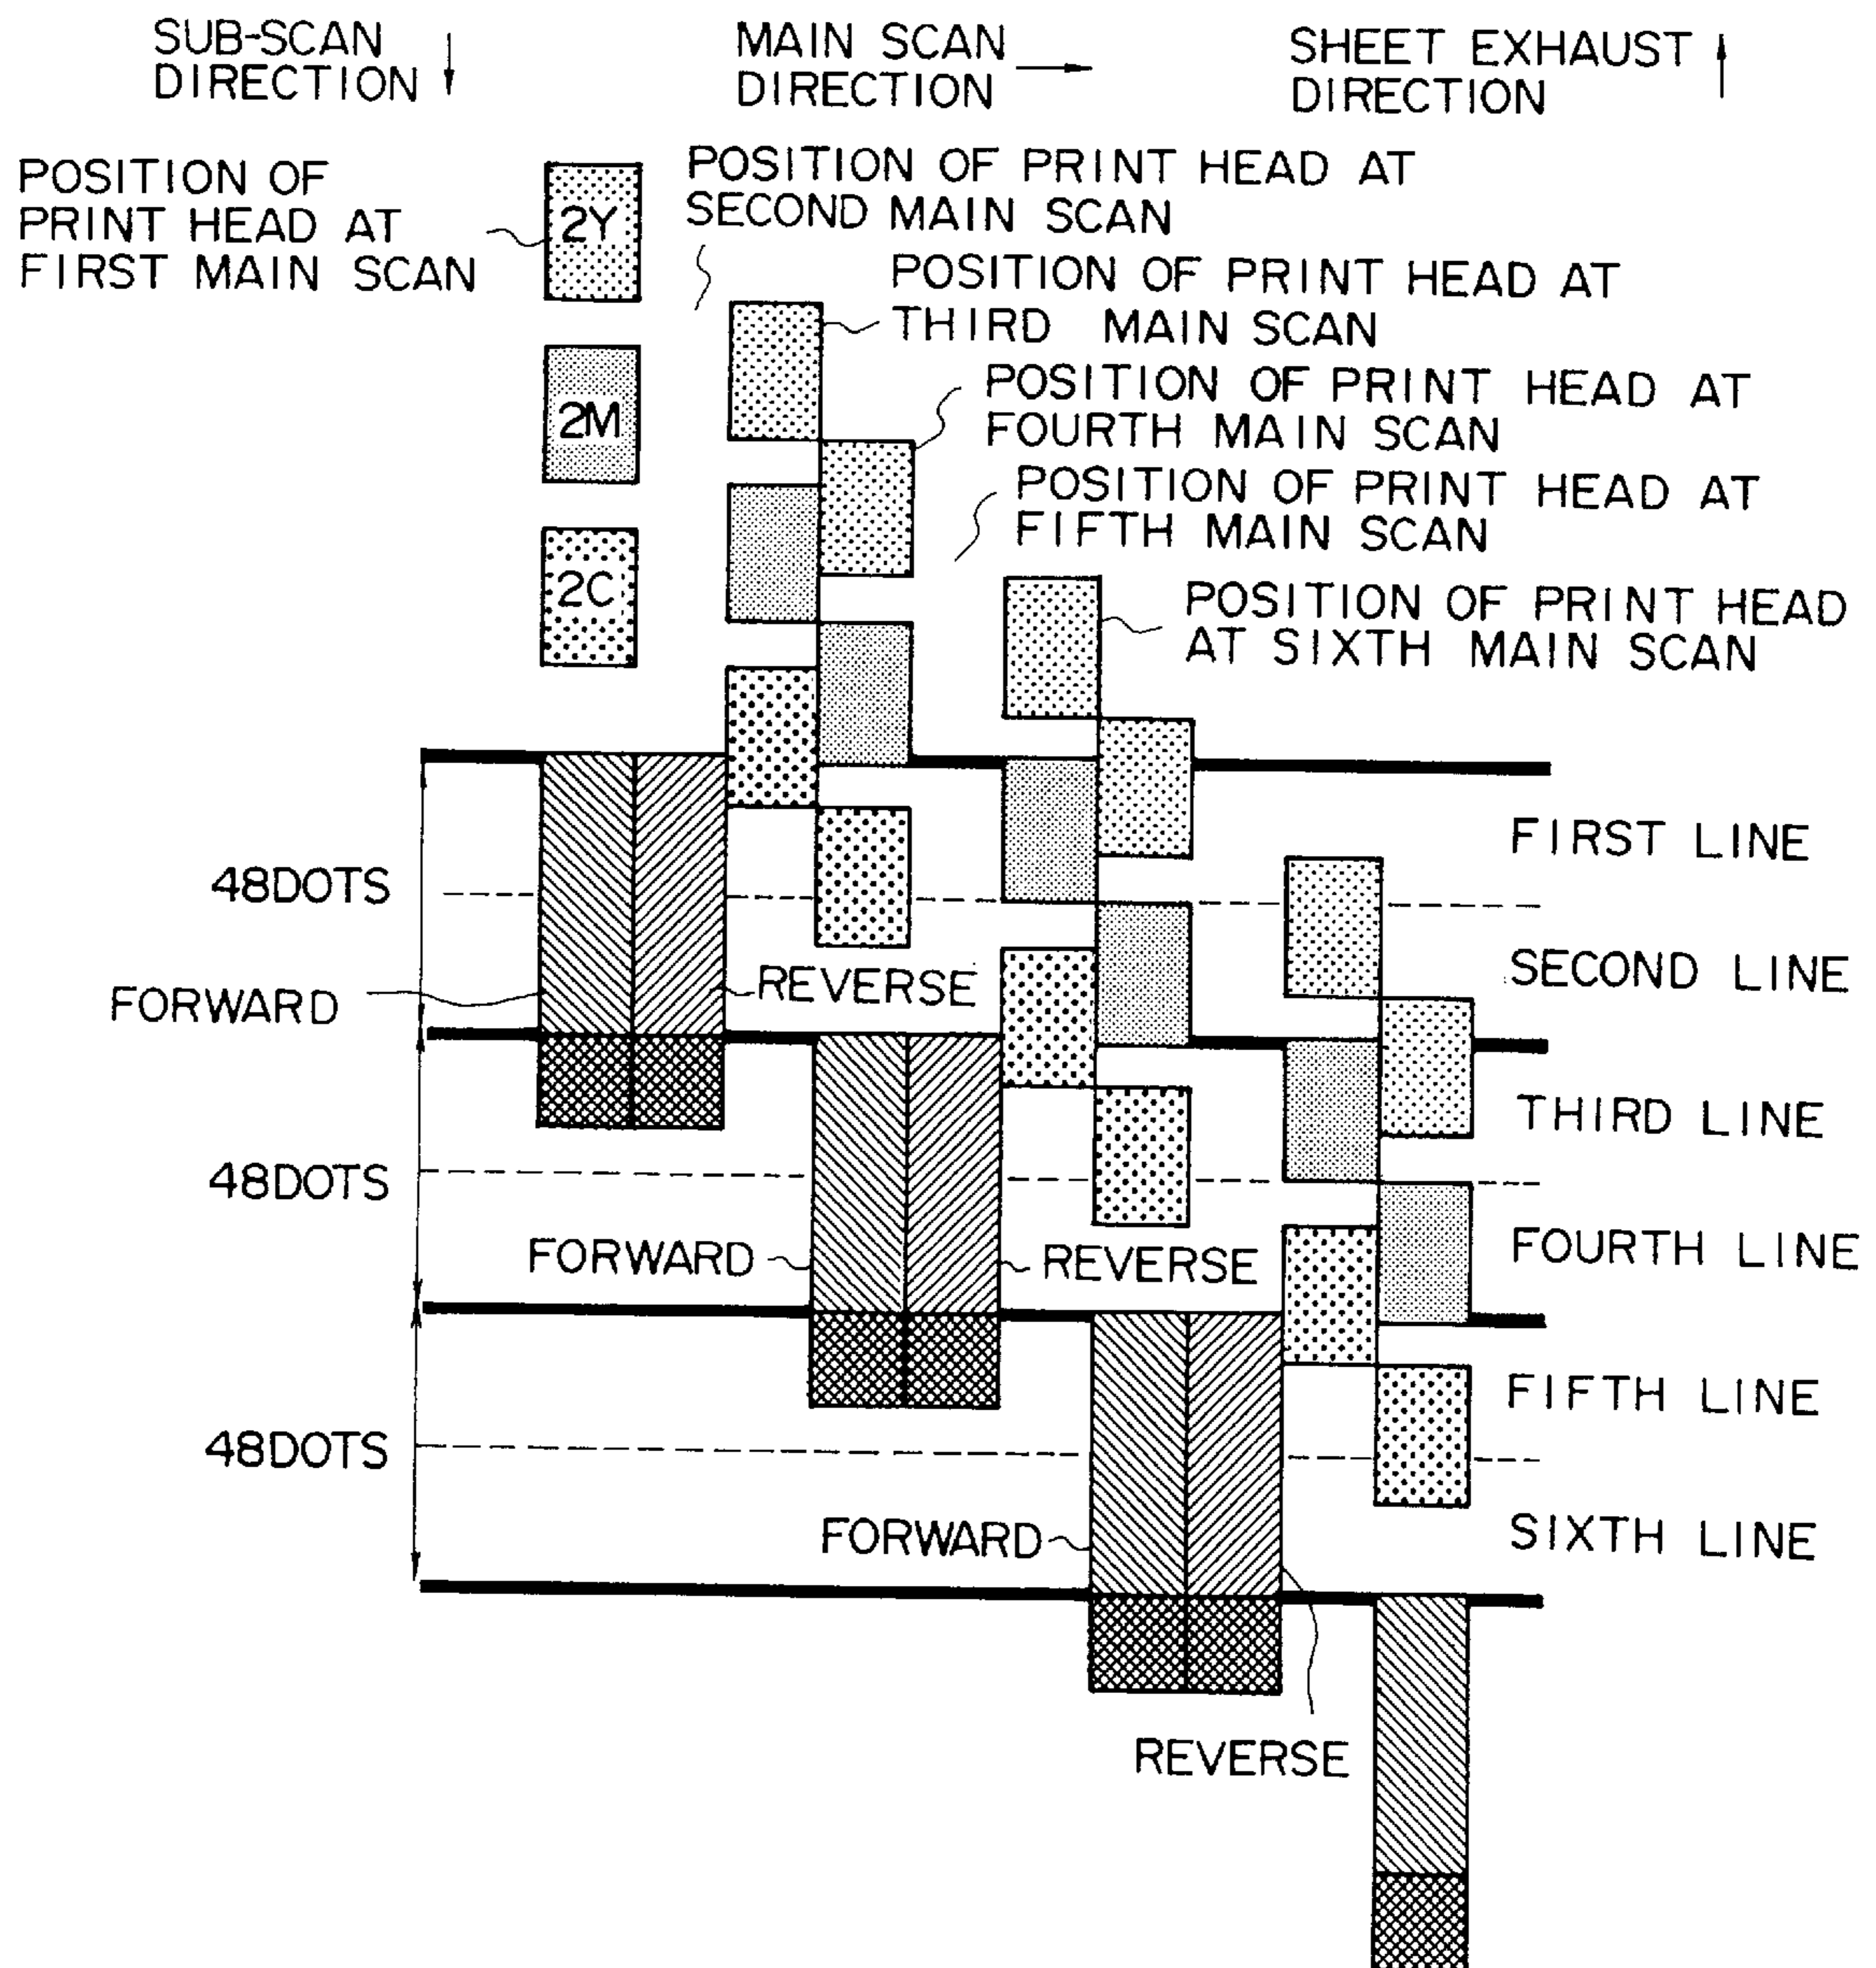 SUB-SCAN
DIRECTION
MAIN SCAN
DIRECTION
SHEET EXHAUST
DIRECTION
POSITION OF
PRINT HEAD AT
FIRST MAIN SCAN
2Y
2M
2C
POSITION OF PRINT HEAD AT
SECOND MAIN SCAN
POSITION OF PRINT HEAD AT
THIRD MAIN SCAN
POSITION OF PRINT HEAD AT
FOURTH MAIN SCAN
POSITION OF PRINT HEAD AT
FIFTH MAIN SCAN
POSITION OF PRINT HEAD
AT SIXTH MAIN SCAN
FIRST LINE
48DOTS
SECOND LINE
FORWARD
REVERSE
THIRD LINE
48DOTS
FORWARD
REVERSE
FOURTH LINE
FIFTH LINE
48DOTS
FORWARD
SIXTH LINE
REVERSE